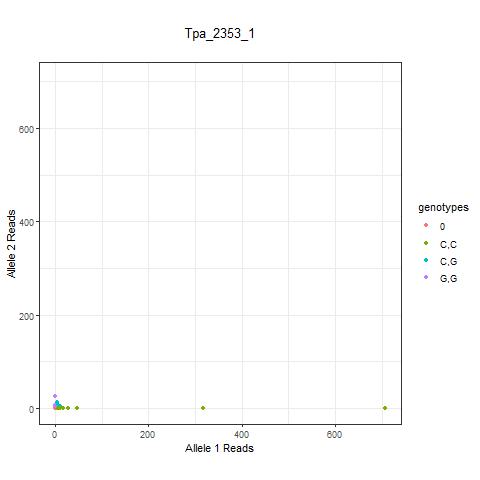 Tpa_2353_1
Allele 2 Reads
600
400
200
0
0
200
400
600
Allele 1 Reads
genotypes
0
C,C
C,G
G,G